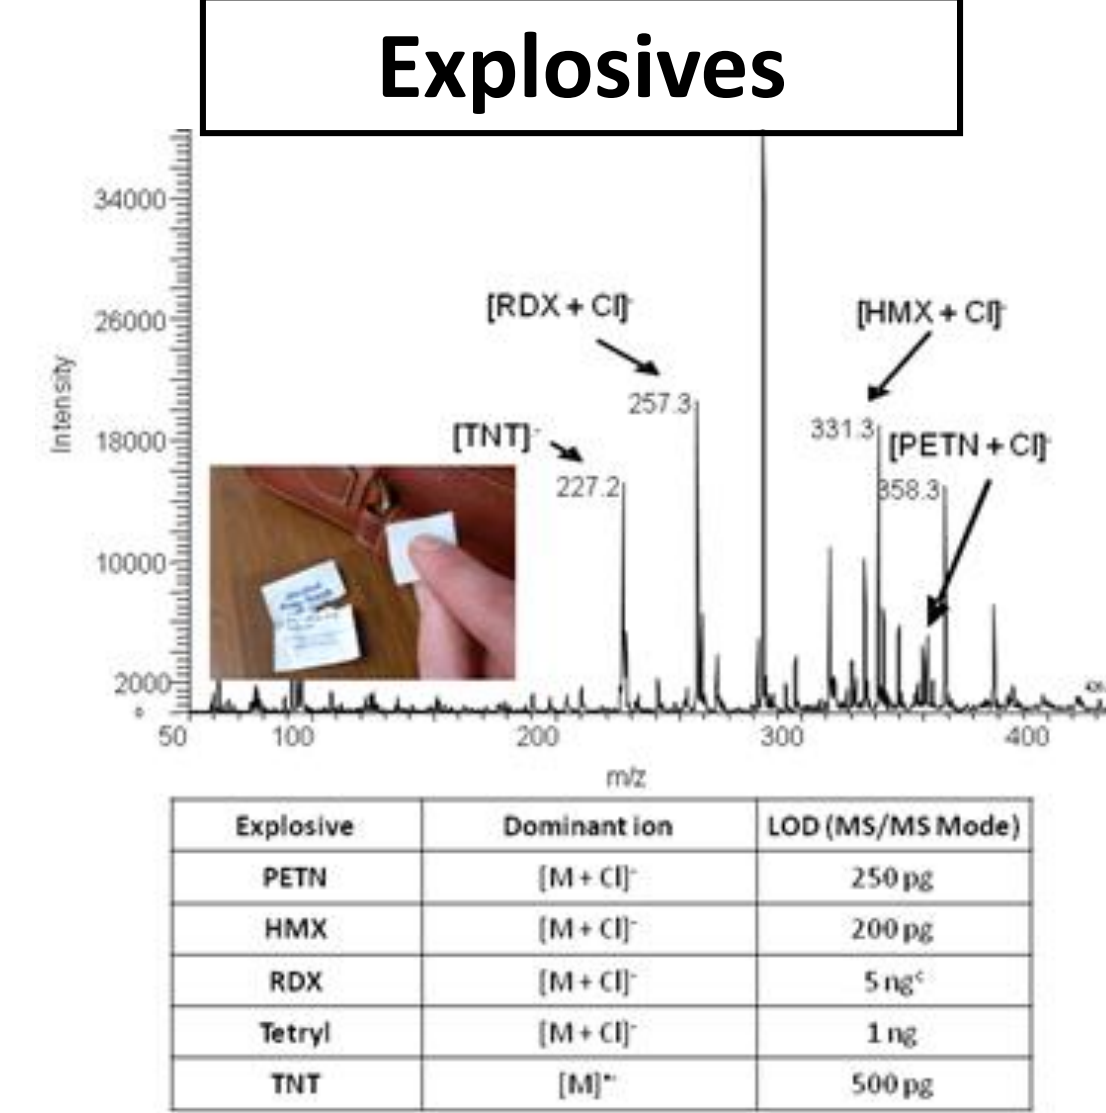 Explosives
34000
26000
18000
10000
2000
0
Intensity
[RDX + Cl]-
257.3
[HMX + Cl]-
331.3
[TNT]-
227.2
[PETN + Cl]-
358.3
50
100
200
300
400
m/z
Explosive Dominant ion LOD (MS/MS Mode)
PETN [M + Cl]- 250 pg
HMX [M + Cl]- 200 pg
RDX [M + Cl]- 5 ngᶜ
Tetryl [M + Cl]- 1 ng
TNT [M]•- 500 pg